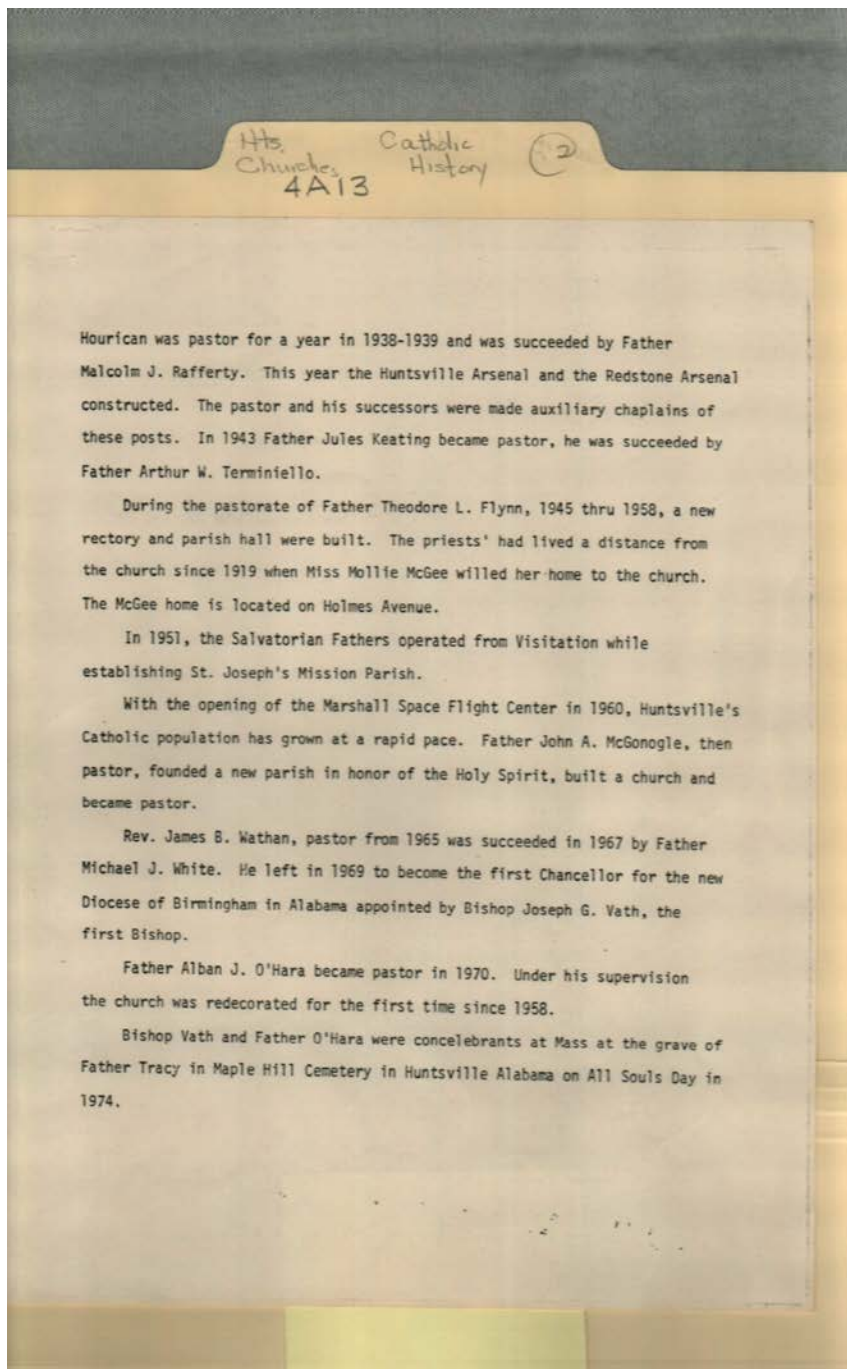 Hts. Catholic 2
Churches History
4A13
Hourican was pastor for a year in 1938-1939 and was succeeded by Father
Malcolm J. Rafferty. This year the Huntsville Arsenal and the Redstone Arsenal
constructed. The pastor and his successors were made auxiliary chaplains of
these posts. In 1943 Father Jules Keating became pastor, he was succeeded by
Father Arthur W. Terminiello.
During the pastorate of Father Theodore L. Flynn, 1945 thru 1958, a new
rectory and parish hall were built. The priests' had lived a distance from
the church since 1919 when Miss Mollie McGee willed her home to the church.
The McGee home is located on Holmes Avenue.
In 1951, the Salvatorian Fathers operated from Visitation while
establishing St. Joseph's Mission Parish.
With the opening of the Marshall Space Flight Center in 1960, Huntsville's
Catholic population has grown at a rapid pace. Father John A. McGonogle, then
pastor, founded a new parish in honor of the Holy Spirit, built a church and
became pastor.
Rev. James B. Wathan, pastor from 1965 was succeeded in 1967 by Father
Michael J. White. He left in 1969 to become the first Chancellor for the new
Diocese of Birmingham in Alabama appointed by Bishop Joseph G. Vath, the
first Bishop.
Father Alban J. O'Hara became pastor in 1970. Under his supervision
the church was redecorated for the first time since 1958.
Bishop Vath and Father O'Hara were concelebrants at Mass at the grave of
Father Tracy in Maple Hill Cemetery in Huntsville Alabama on All Souls Day in
1974.